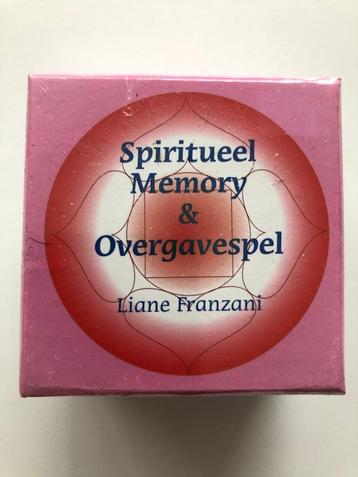 Spiritueel
Memory
&
Overgavespel
Liane Franzani